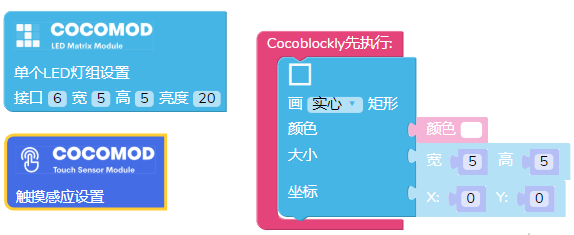 COCOMOD
LED Matrix Module
单个LED灯组设置
接口 6 宽 5 高 5 亮度 20
COCOMOD
Touch Sensor Module
触摸感应设置
Cocoblockly先执行:
画 实心 矩形
颜色 颜色
大小 宽 5 高 5
坐标 X: 0 Y: 0